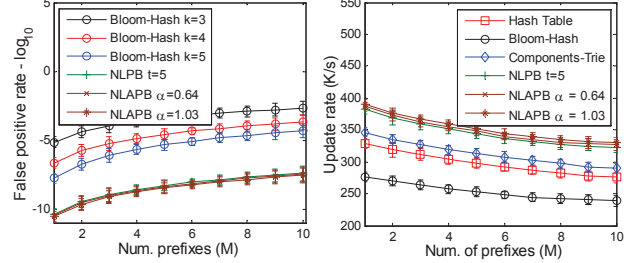 False positive rate - log10
Bloom-Hash k=3
Bloom-Hash k=4
Bloom-Hash k=5
NLPB t=5
NLAPB α=0.64
NLAPB α=1.03
0
-5
-10
2 4 6 8 10
Num. prefixes (M)
Update rate (K/s)
Hash Table
Bloom-Hash
Components-Trie
NLPB t=5
NLAPB α = 0.64
NLAPB α = 1.03
550
500
450
400
350
300
250
200
2 4 6 8 10
Num. of prefixes (M)